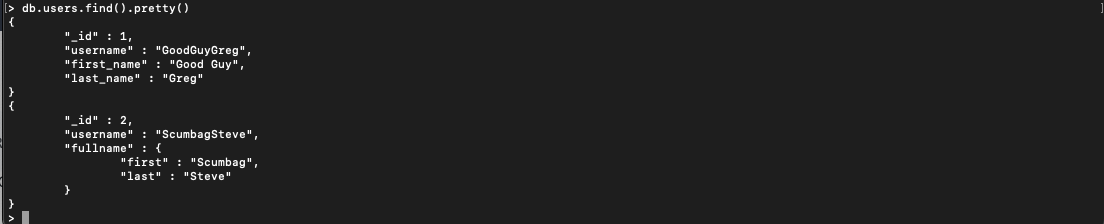 [> db.users.find().pretty()
{
        "_id" : 1,
        "username" : "GoodGuyGreg",
        "first_name" : "Good Guy",
        "last_name" : "Greg"
}
{
        "_id" : 2,
        "username" : "ScumbagSteve",
        "fullname" : {
                "first" : "Scumbag",
                "last" : "Steve"
        }
}
>